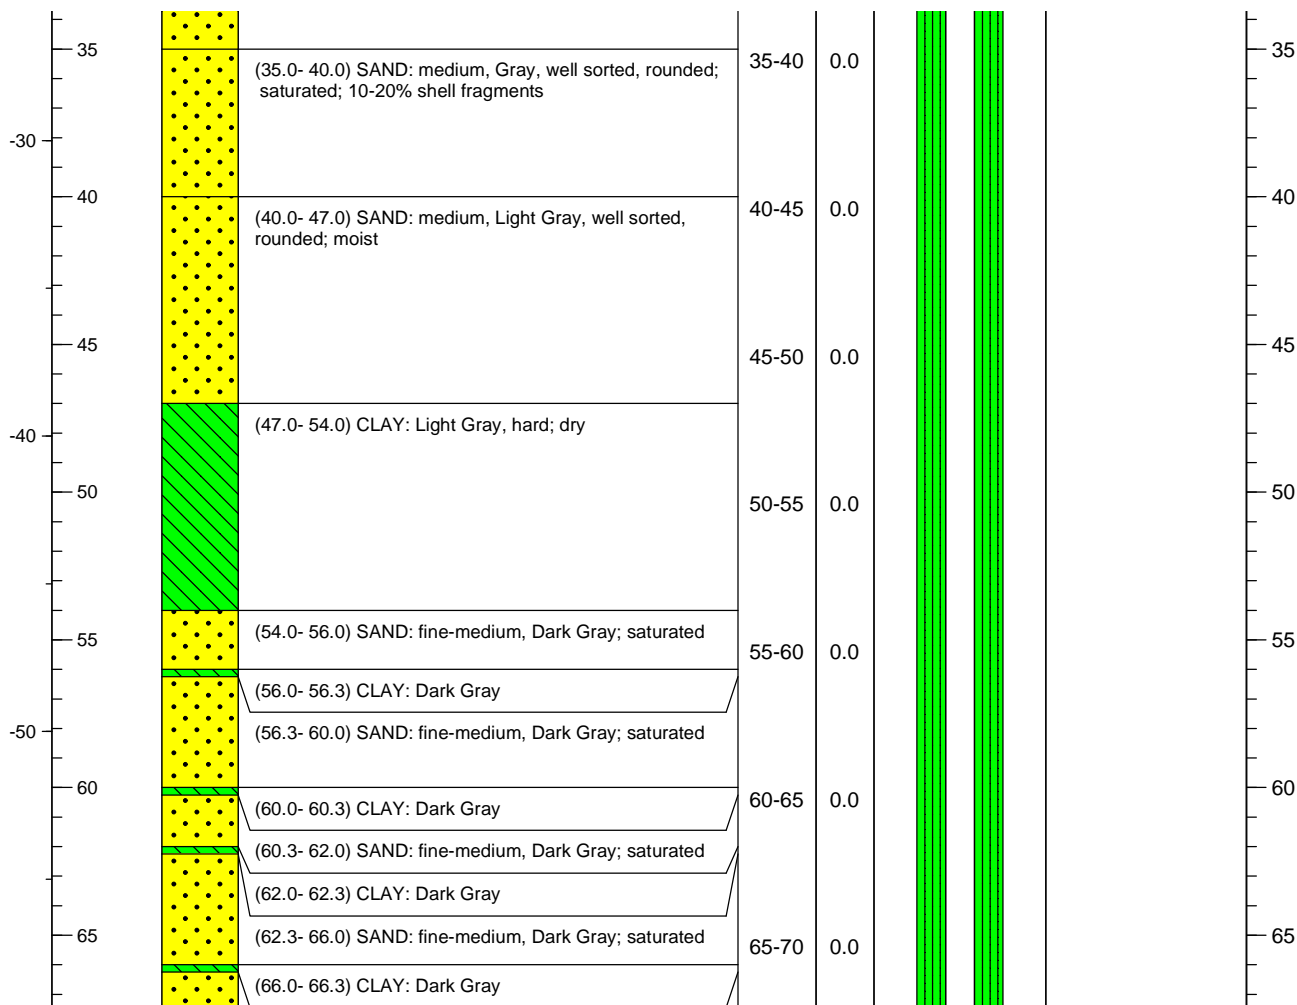 35 35-40 0.0 35
(35.0- 40.0) SAND: medium, Gray, well sorted, rounded;
saturated; 10-20% shell fragments
-30
40 40-45 0.0 40
(40.0- 47.0) SAND: medium, Light Gray, well sorted,
rounded; moist
45 45-50 0.0 45
(47.0- 54.0) CLAY: Light Gray, hard; dry
-40
50 50-55 0.0 50
(54.0- 56.0) SAND: fine-medium, Dark Gray; saturated
55 55-60 0.0 55
(56.0- 56.3) CLAY: Dark Gray
-50
(56.3- 60.0) SAND: fine-medium, Dark Gray; saturated
60 60-65 0.0 60
(60.0- 60.3) CLAY: Dark Gray
(60.3- 62.0) SAND: fine-medium, Dark Gray; saturated
(62.0- 62.3) CLAY: Dark Gray
(62.3- 66.0) SAND: fine-medium, Dark Gray; saturated
65 65-70 0.0 65
(66.0- 66.3) CLAY: Dark Gray